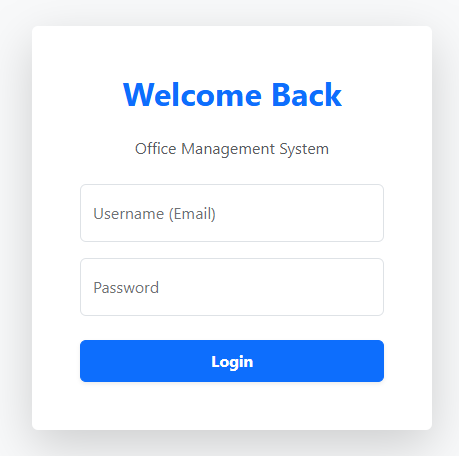 Welcome Back
Office Management System
Username (Email)
Password
Login